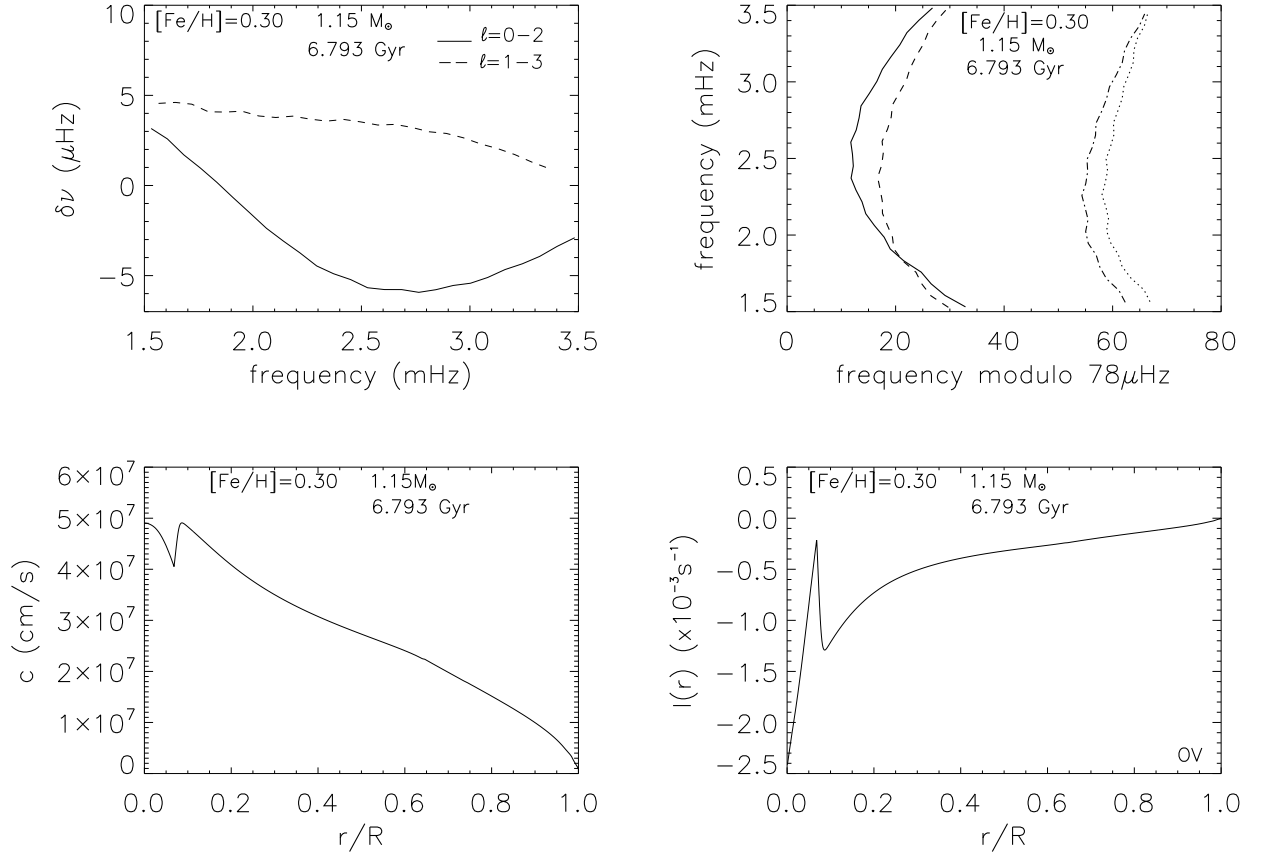 [Fe/H]=0.30 1.15 M⊙
6.793 Gyr
ℓ=0−2
ℓ=1−3
10
5
0
−5
δν (μHz)
1.5 2.0 2.5 3.0 3.5
frequency (mHz)
[Fe/H]=0.30
1.15 M⊙
6.793 Gyr
3.5
3.0
2.5
2.0
1.5
frequency (mHz)
0 20 40 60 80
frequency modulo 78μHz
[Fe/H]=0.30 1.15M⊙
6.793 Gyr
6×10⁷
5×10⁷
4×10⁷
3×10⁷
2×10⁷
1×10⁷
0
c (cm/s)
0.0 0.2 0.4 0.6 0.8 1.0
r/R
[Fe/H]=0.30 1.15 M⊙
6.793 Gyr
0.5
0.0
−0.5
−1.0
−1.5
−2.0
−2.5
I(r) (x10⁻³s⁻¹)
OV
0.0 0.2 0.4 0.6 0.8 1.0
r/R